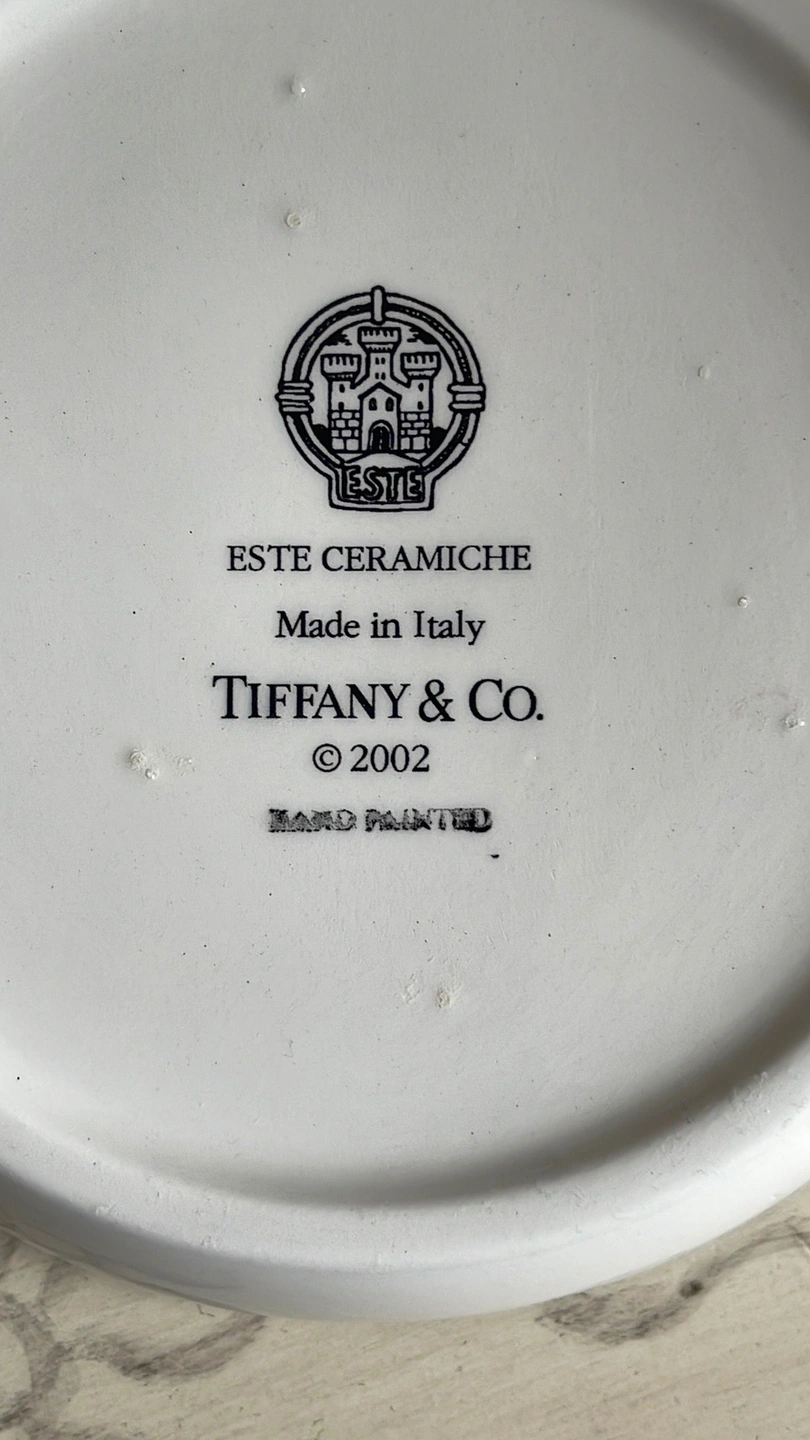 ESTE
ESTE CERAMICHE
Made in Italy
TIFFANY & CO.
© 2002
HAND PAINTED